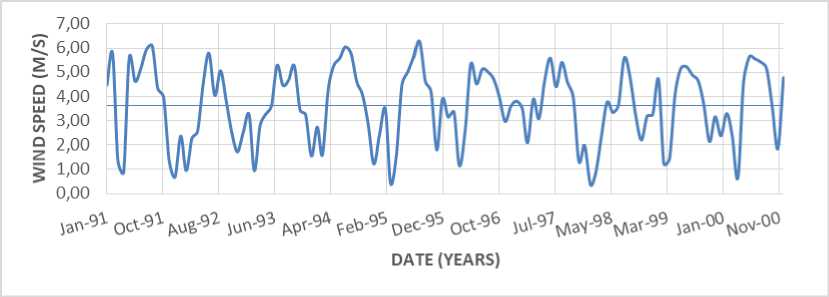 WIND SPEED (M/S)
7,00
6,00
5,00
4,00
3,00
2,00
1,00
0,00
Jan-91
Oct-91
Aug-92
Jun-93
Apr-94
Feb-95
Dec-95
Oct-96
Jul-97
May-98
Mar-99
Jan-00
Nov-00
DATE (YEARS)